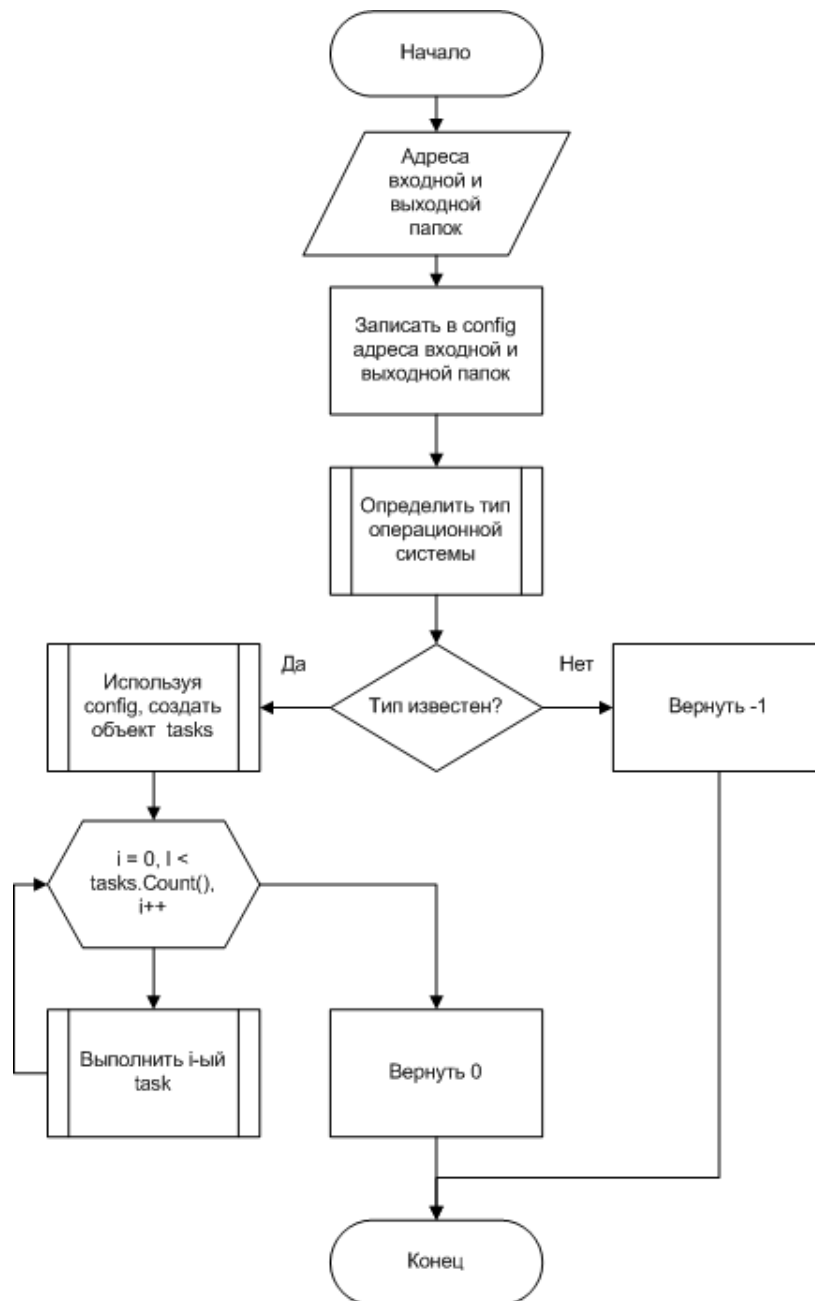 Начало
Адреса
входной и
выходной
папок
Записать в config
адреса входной и
выходной папок
Определить тип
операционной
системы
Да
Нет
Используя
config, создать
объект tasks
Тип известен?
Вернуть -1
i = 0, I <
tasks.Count(),
i++
Выполнить i-ый
task
Вернуть 0
Конец